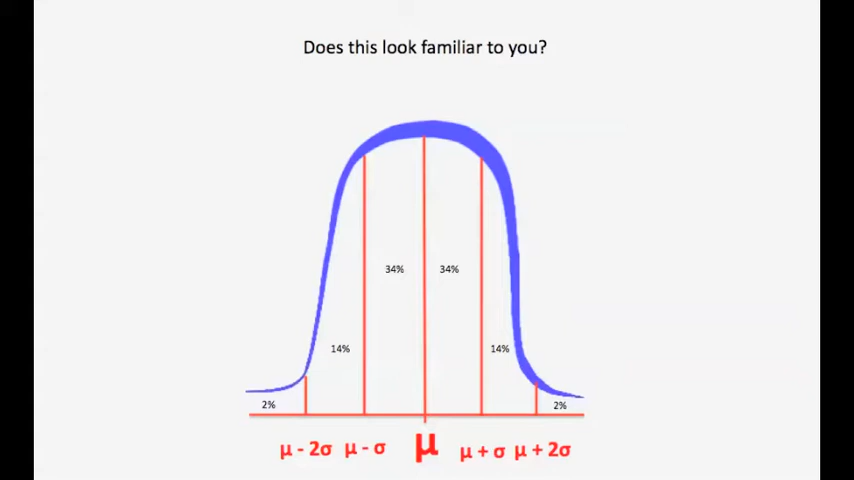 Does this look familiar to you?
34% 34%
14% 14%
2% 2%
μ - 2σ μ - σ μ μ + σ μ + 2σ